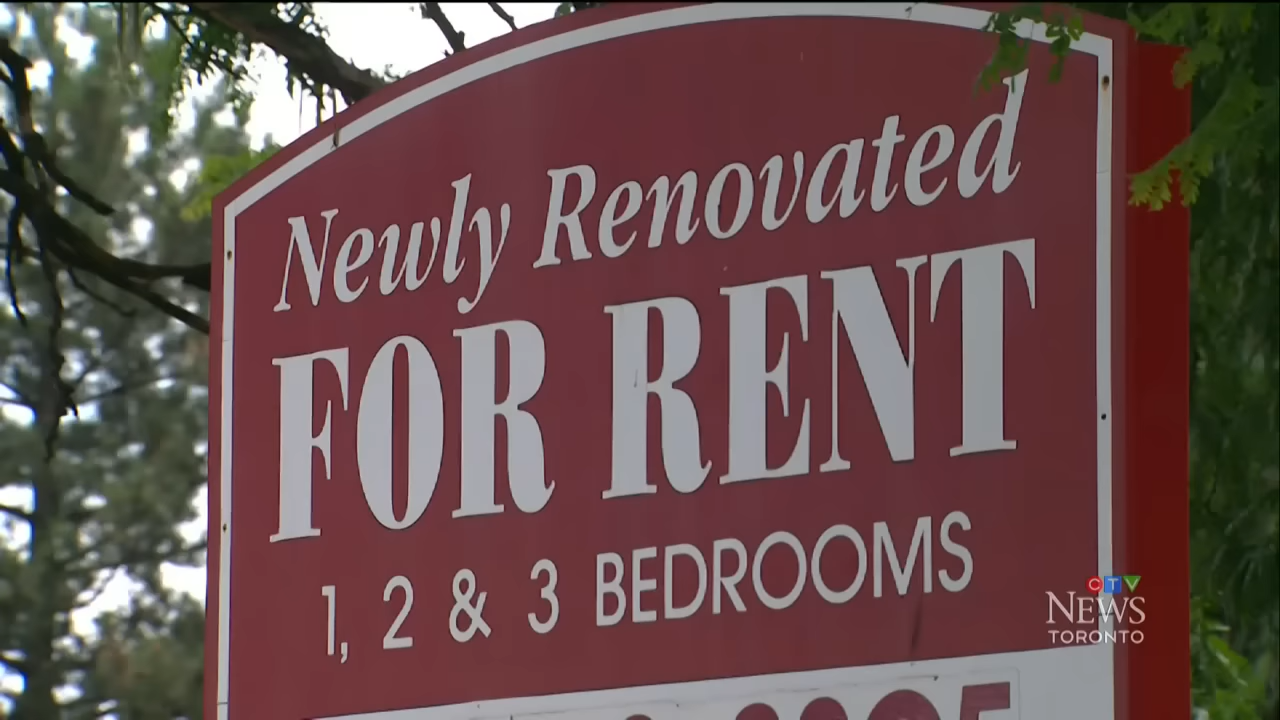 Newly Renovated
FOR RENT
1, 2 & 3 BEDROOMS
CTV
NEWS
TORONTO